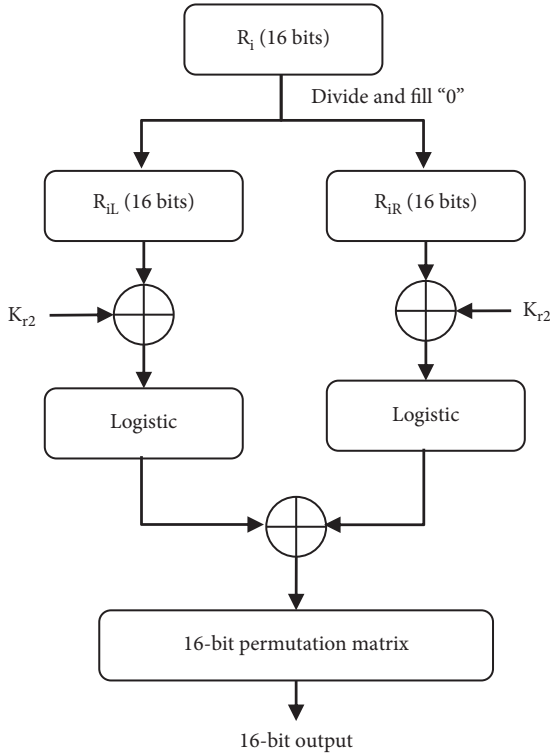 R_i (16 bits)
Divide and fill “0”
R_iL (16 bits)
R_iR (16 bits)
K_r2
K_r2
Logistic
Logistic
16-bit permutation matrix
16-bit output